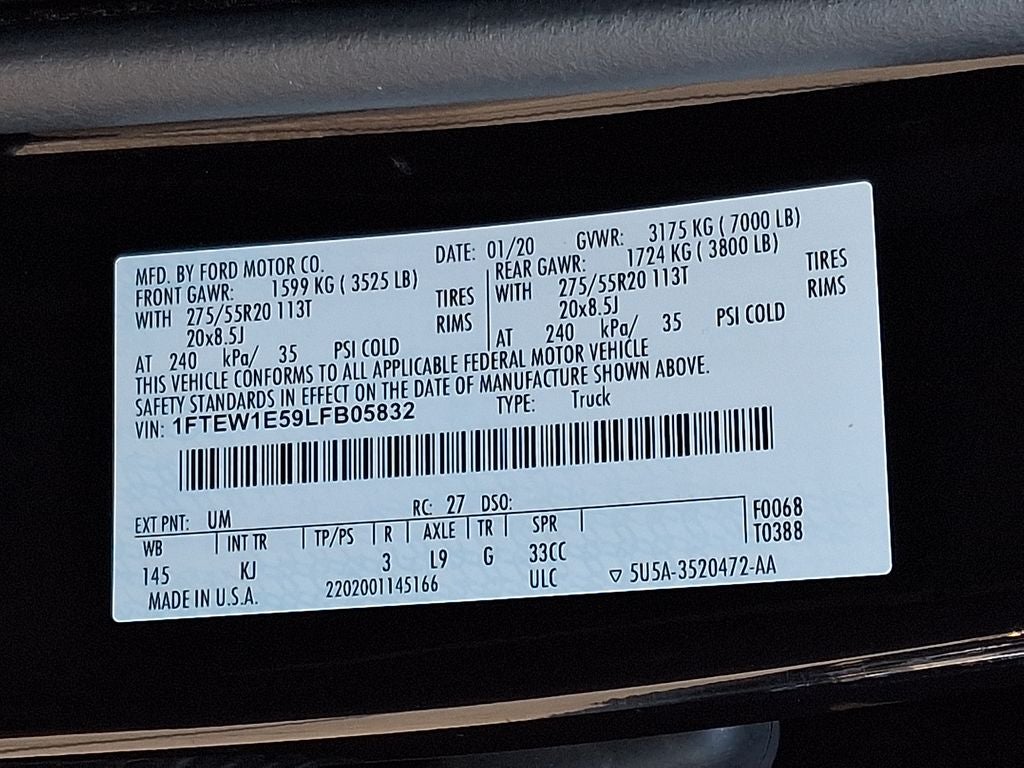 MFD. BY FORD MOTOR CO. DATE: 01/20 GVWR: 3175 KG ( 7000 LB)
FRONT GAWR: 1599 KG ( 3525 LB) REAR GAWR: 1724 KG ( 3800 LB)
WITH 275/55R20 113T TIRES WITH 275/55R20 113T TIRES
20x8.5J RIMS 20x8.5J RIMS
AT 240 kPa/ 35 PSI COLD AT 240 kPa/ 35 PSI COLD
THIS VEHICLE CONFORMS TO ALL APPLICABLE FEDERAL MOTOR VEHICLE
SAFETY STANDARDS IN EFFECT ON THE DATE OF MANUFACTURE SHOWN ABOVE.
VIN: 1FTEW1E59LFB05832 TYPE: Truck
EXT PNT: UM RC: 27 DSO: F0068
WB INT TR TP/PS R AXLE TR SPR T0388
145 KJ 3 L9 G 33CC
MADE IN U.S.A. 2202001145166 ULC ▽ 5U5A-3520472-AA